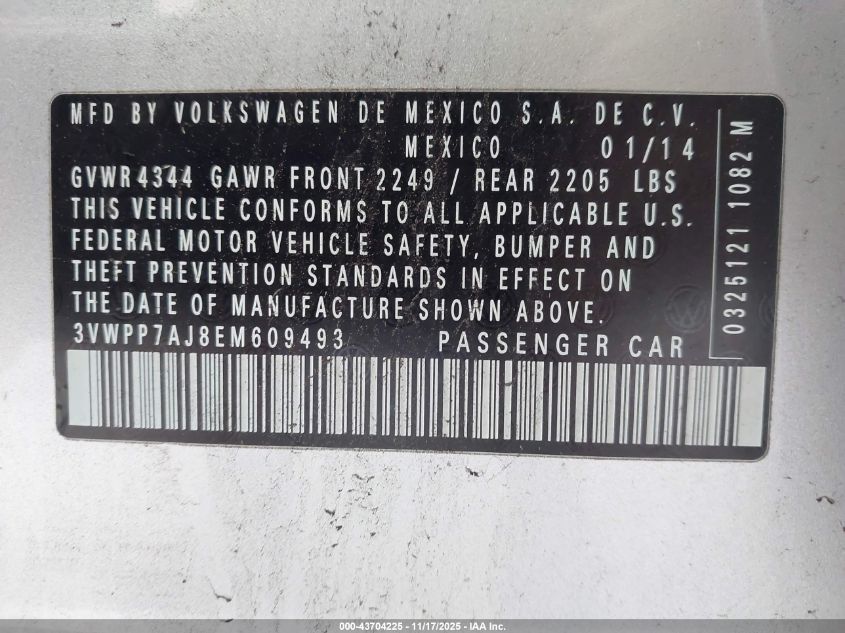 MFD BY VOLKSWAGEN DE MEXICO S.A. DE C.V.
MEXICO 01/14
GVWR 4344 GAWR FRONT 2249 / REAR 2205 LBS
THIS VEHICLE CONFORMS TO ALL APPLICABLE U.S.
FEDERAL MOTOR VEHICLE SAFETY, BUMPER AND
THEFT PREVENTION STANDARDS IN EFFECT ON
THE DATE OF MANUFACTURE SHOWN ABOVE.
3VWPP7AJ8EM609493 PASSENGER CAR
0325121 1082 M
000-43704225 - 11/17/2025 - IAA Inc.